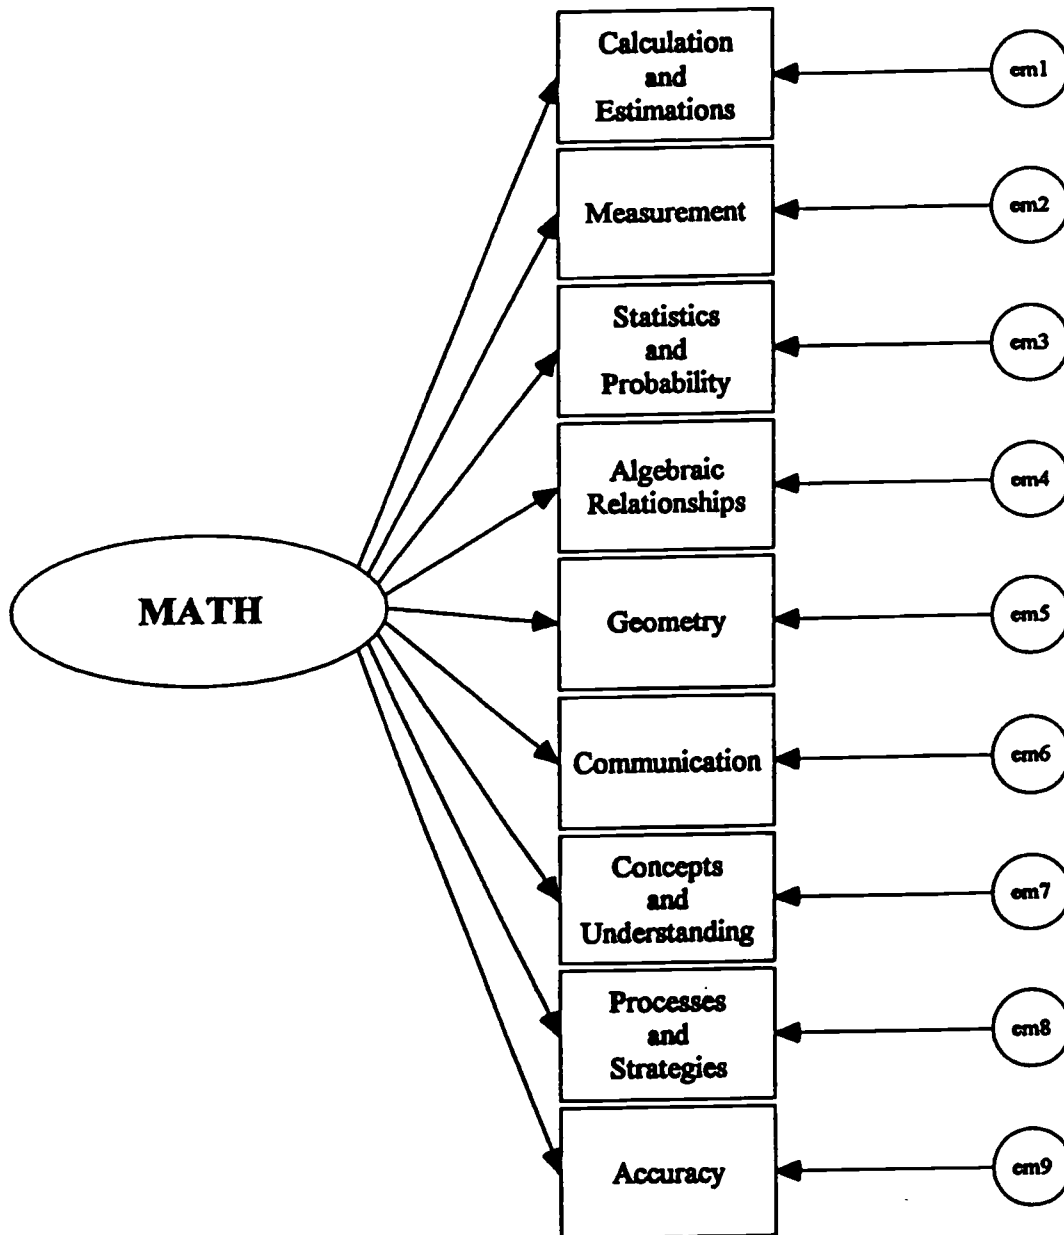 Calculation
and
Estimations
em1
Measurement
em2
Statistics
and
Probability
em3
Algebraic
Relationships
em4
MATH
Geometry
em5
Communication
em6
Concepts
and
Understanding
em7
Processes
and
Strategies
em8
Accuracy
em9